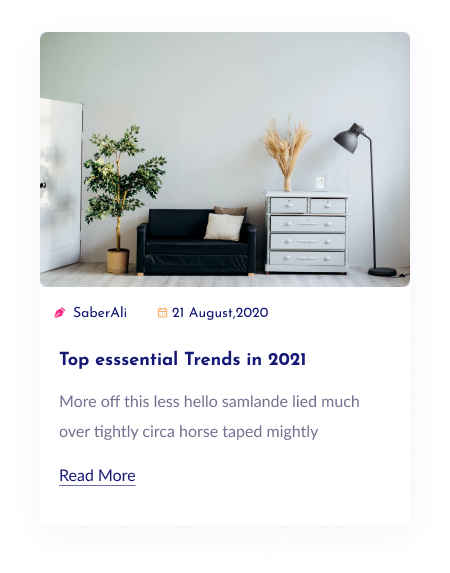 SaberAli 21 August,2020
Top esssential Trends in 2021
More off this less hello samlande lied much
over tightly circa horse taped mightly
Read More